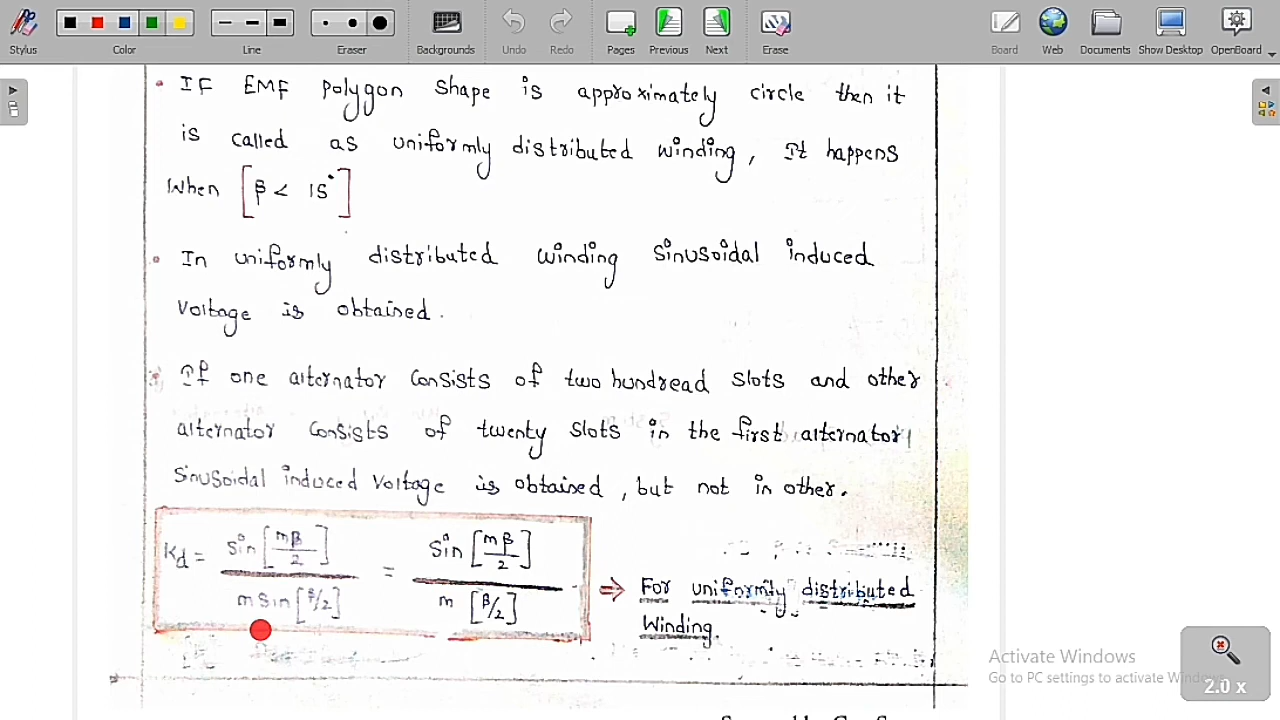 Stylus
Color
Line
Eraser
Backgrounds
Undo
Redo
Pages
Previous
Next
Erase
Board
Web
Documents
Show Desktop
OpenBoard
• IF EMF polygon shape is approximately circle then it
is called as uniformly distributed winding, It happens
When [β < 15°]
• In uniformly distributed winding sinusoidal induced
Voltage is obtained.
• If one alternator consists of two hundread slots and other
alternator consists of twenty slots in the first alternator
sinusoidal induced voltage is obtained, but not in other.
Kd = Sin[mβ/2] / m sin[β/2] = Sin[mβ/2] / m [β/2] ⇒ For uniformly distributed
Winding.
Activate Windows
Go to PC settings to activate Windows.
2.0 x